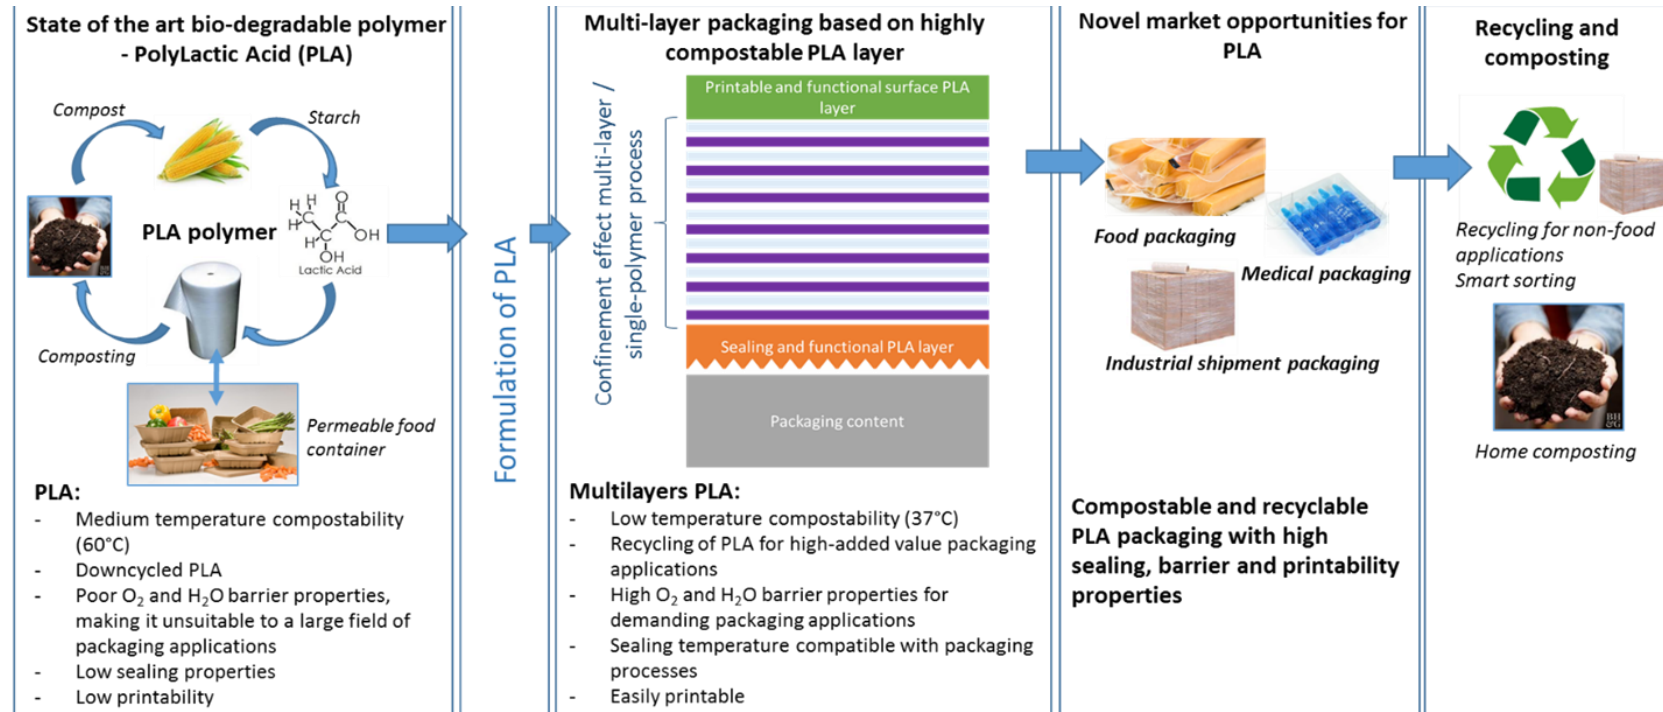 State of the art bio-degradable polymer
- PolyLactic Acid (PLA)
Compost
Starch
PLA polymer
H
H
H
C
C
O
OH
H
C
OH
Lactic Acid
Composting
Permeable food
container
PLA:
- Medium temperature compostability
(60°C)
- Downcycled PLA
- Poor O₂ and H₂O barrier properties,
making it unsuitable to a large field of
packaging applications
- Low sealing properties
- Low printability
Formulation of PLA
Multi-layer packaging based on highly
compostable PLA layer
Confinement effect multi-layer /
single-polymer process
Printable and functional surface PLA
layer
Sealing and functional PLA layer
Packaging content
Multilayers PLA:
- Low temperature compostability (37°C)
- Recycling of PLA for high-added value packaging
applications
- High O₂ and H₂O barrier properties for
demanding packaging applications
- Sealing temperature compatible with packaging
processes
- Easily printable
Novel market opportunities for
PLA
Food packaging
Medical packaging
Industrial shipment packaging
Compostable and recyclable
PLA packaging with high
sealing, barrier and printability
properties
Recycling and
composting
Recycling for non-food
applications
Smart sorting
BH
&G
Home composting